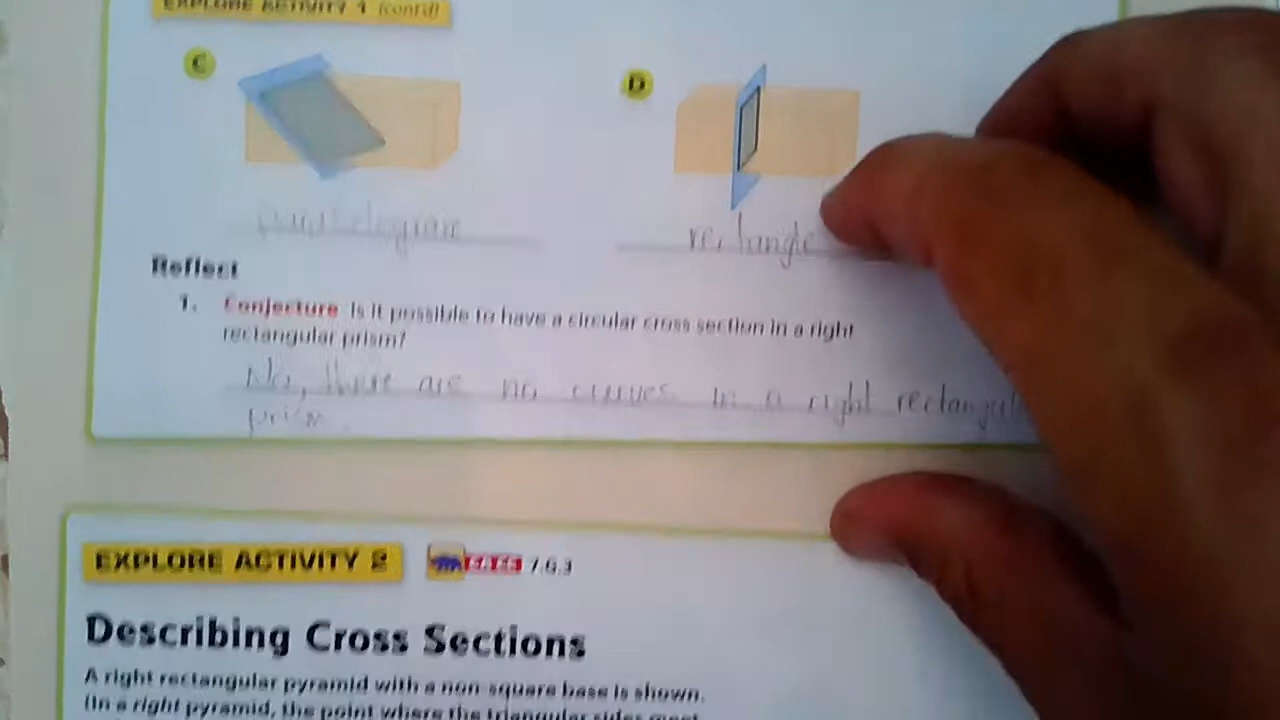 EXPLORE ACTIVITY 1 (cont'd)
C
D
parallelogram
rectangle
Reflect
1. Conjecture Is it possible to have a circular cross section in a right
rectangular prism?
No, there are no curves in a right
prism.
EXPLORE ACTIVITY 2 7.G.3
Describing Cross Sections
A right rectangular pyramid with a non-square base is shown.
(In a right pyramid, the point where the triangular sides meet